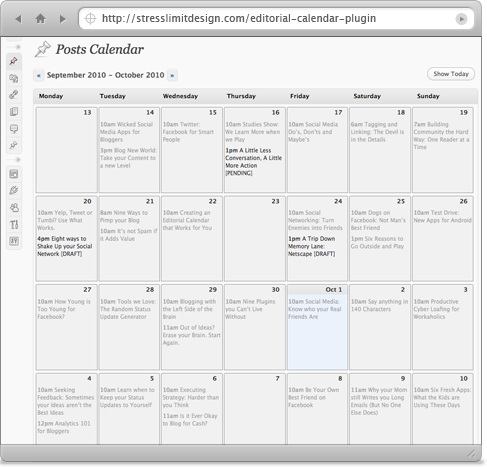 http://stresslimitdesign.com/editorial-calendar-plugin
Posts Calendar
« September 2010 – October 2010 »
Show Today
Monday Tuesday Wednesday Thursday Friday Saturday Sunday
13
14
10am Wicked Social
Media Apps for
Bloggers
3pm Blog New World:
Take your Content to
a new Level
15
10am Twitter:
Facebook for Smart
People
16
10am Studies Show:
We Learn More when
we Play
1pm A Little Less
Conversation, A Little
More Action
[PENDING]
17
10am Social Media
Do's, Don'ts and
Maybe's
18
6am Tagging and
Linking: The Devil is
in the Details
19
7am Building
Community the Hard
Way: One Reader at a
Time
20
10am Yelp, Tweet or
Tumbl? Use What
Works.
4pm Eight ways to
Shake Up your Social
Network [DRAFT]
21
8am Nine Ways to
Pimp your Blog
10am It's not Spam if
it Adds Value
22
10am Creating an
Editorial Calendar
that Works for You
23
24
10am Social
Networking: Turn
Enemies Into Friends
1pm A Trip Down
Memory Lane:
Netscape [DRAFT]
25
10am Dogs on
Facebook: Not Man's
Best Friend
1pm Six Reasons to
Go Outside and Play
26
10am Test Drive:
New Apps for Android
27
10am How Young is
Too Young for
Facebook?
28
10am Tools we Love:
The Random Status
Update Generator
29
10am Blogging with
the Left Side of the
Brain
11am Out of Ideas?
Erase your Brain. Start
Again.
30
10am Nine Plugins
you Can't Live
Without
Oct 1
10am Social Media:
Know who your Real
Friends Are
2
10am Say anything in
140 Characters
3
10am Productive
Cyber Loafing for
Workaholics
4
10am Seeking
Feedback: Sometimes
your Ideas aren't the
Best Ideas
12pm Analytics 101
for Bloggers
5
10am Learn when to
Keep your Status
Updates to Yourself
6
10am Executing
Strategy: Harder than
you Think
11am Is it Ever Okay
to Blog for Cash?
7
8
10am Be Your Own
Best Friend on
Facebook
9
11am Why your Mom
still Writes you Long
Emails (But No One
Else Does)
10
10am Six Fresh Apps:
What the Kids are
Using These Days